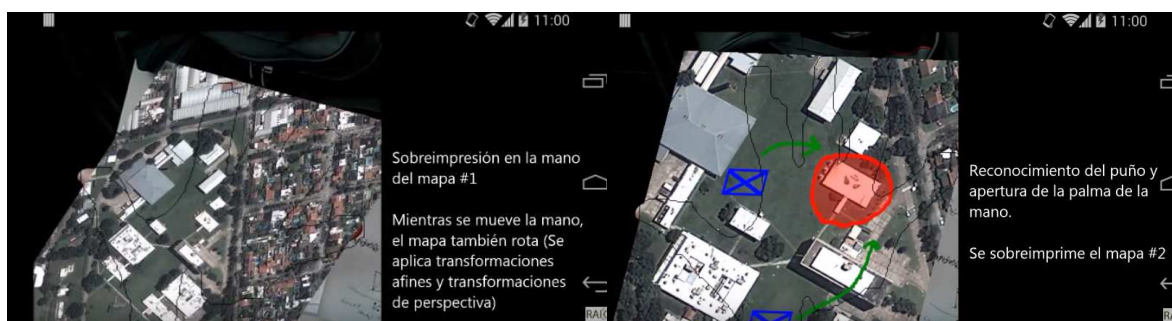 11:00
Sobreimpresión en la mano
del mapa #1
Mientras se mueve la mano,
el mapa también rota (Se
aplica transformaciones
afines y transformaciones
de perspectiva)
11:00
Reconocimiento del puño y
apertura de la palma de la
mano.
Se sobreimprime el mapa #2